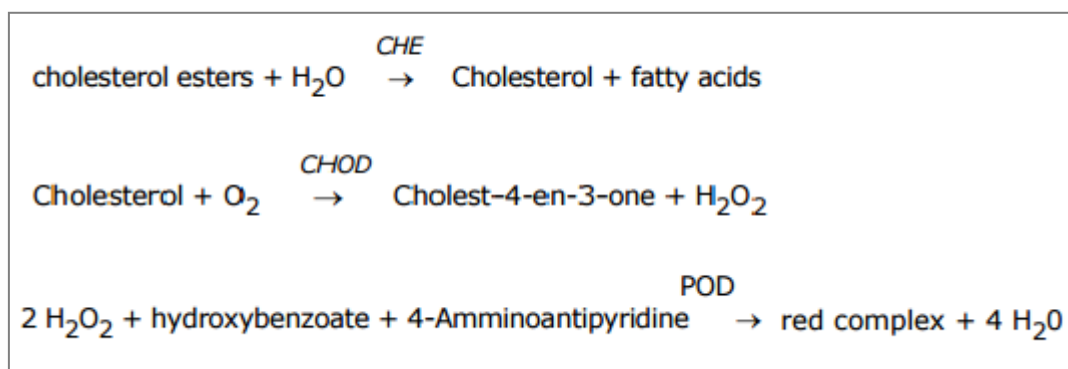 CHE
cholesterol esters + H₂O → Cholesterol + fatty acids
CHOD
Cholesterol + O₂ → Cholest–4-en-3-one + H₂O₂
POD
2 H₂O₂ + hydroxybenzoate + 4-Amminoantipyridine → red complex + 4 H₂0